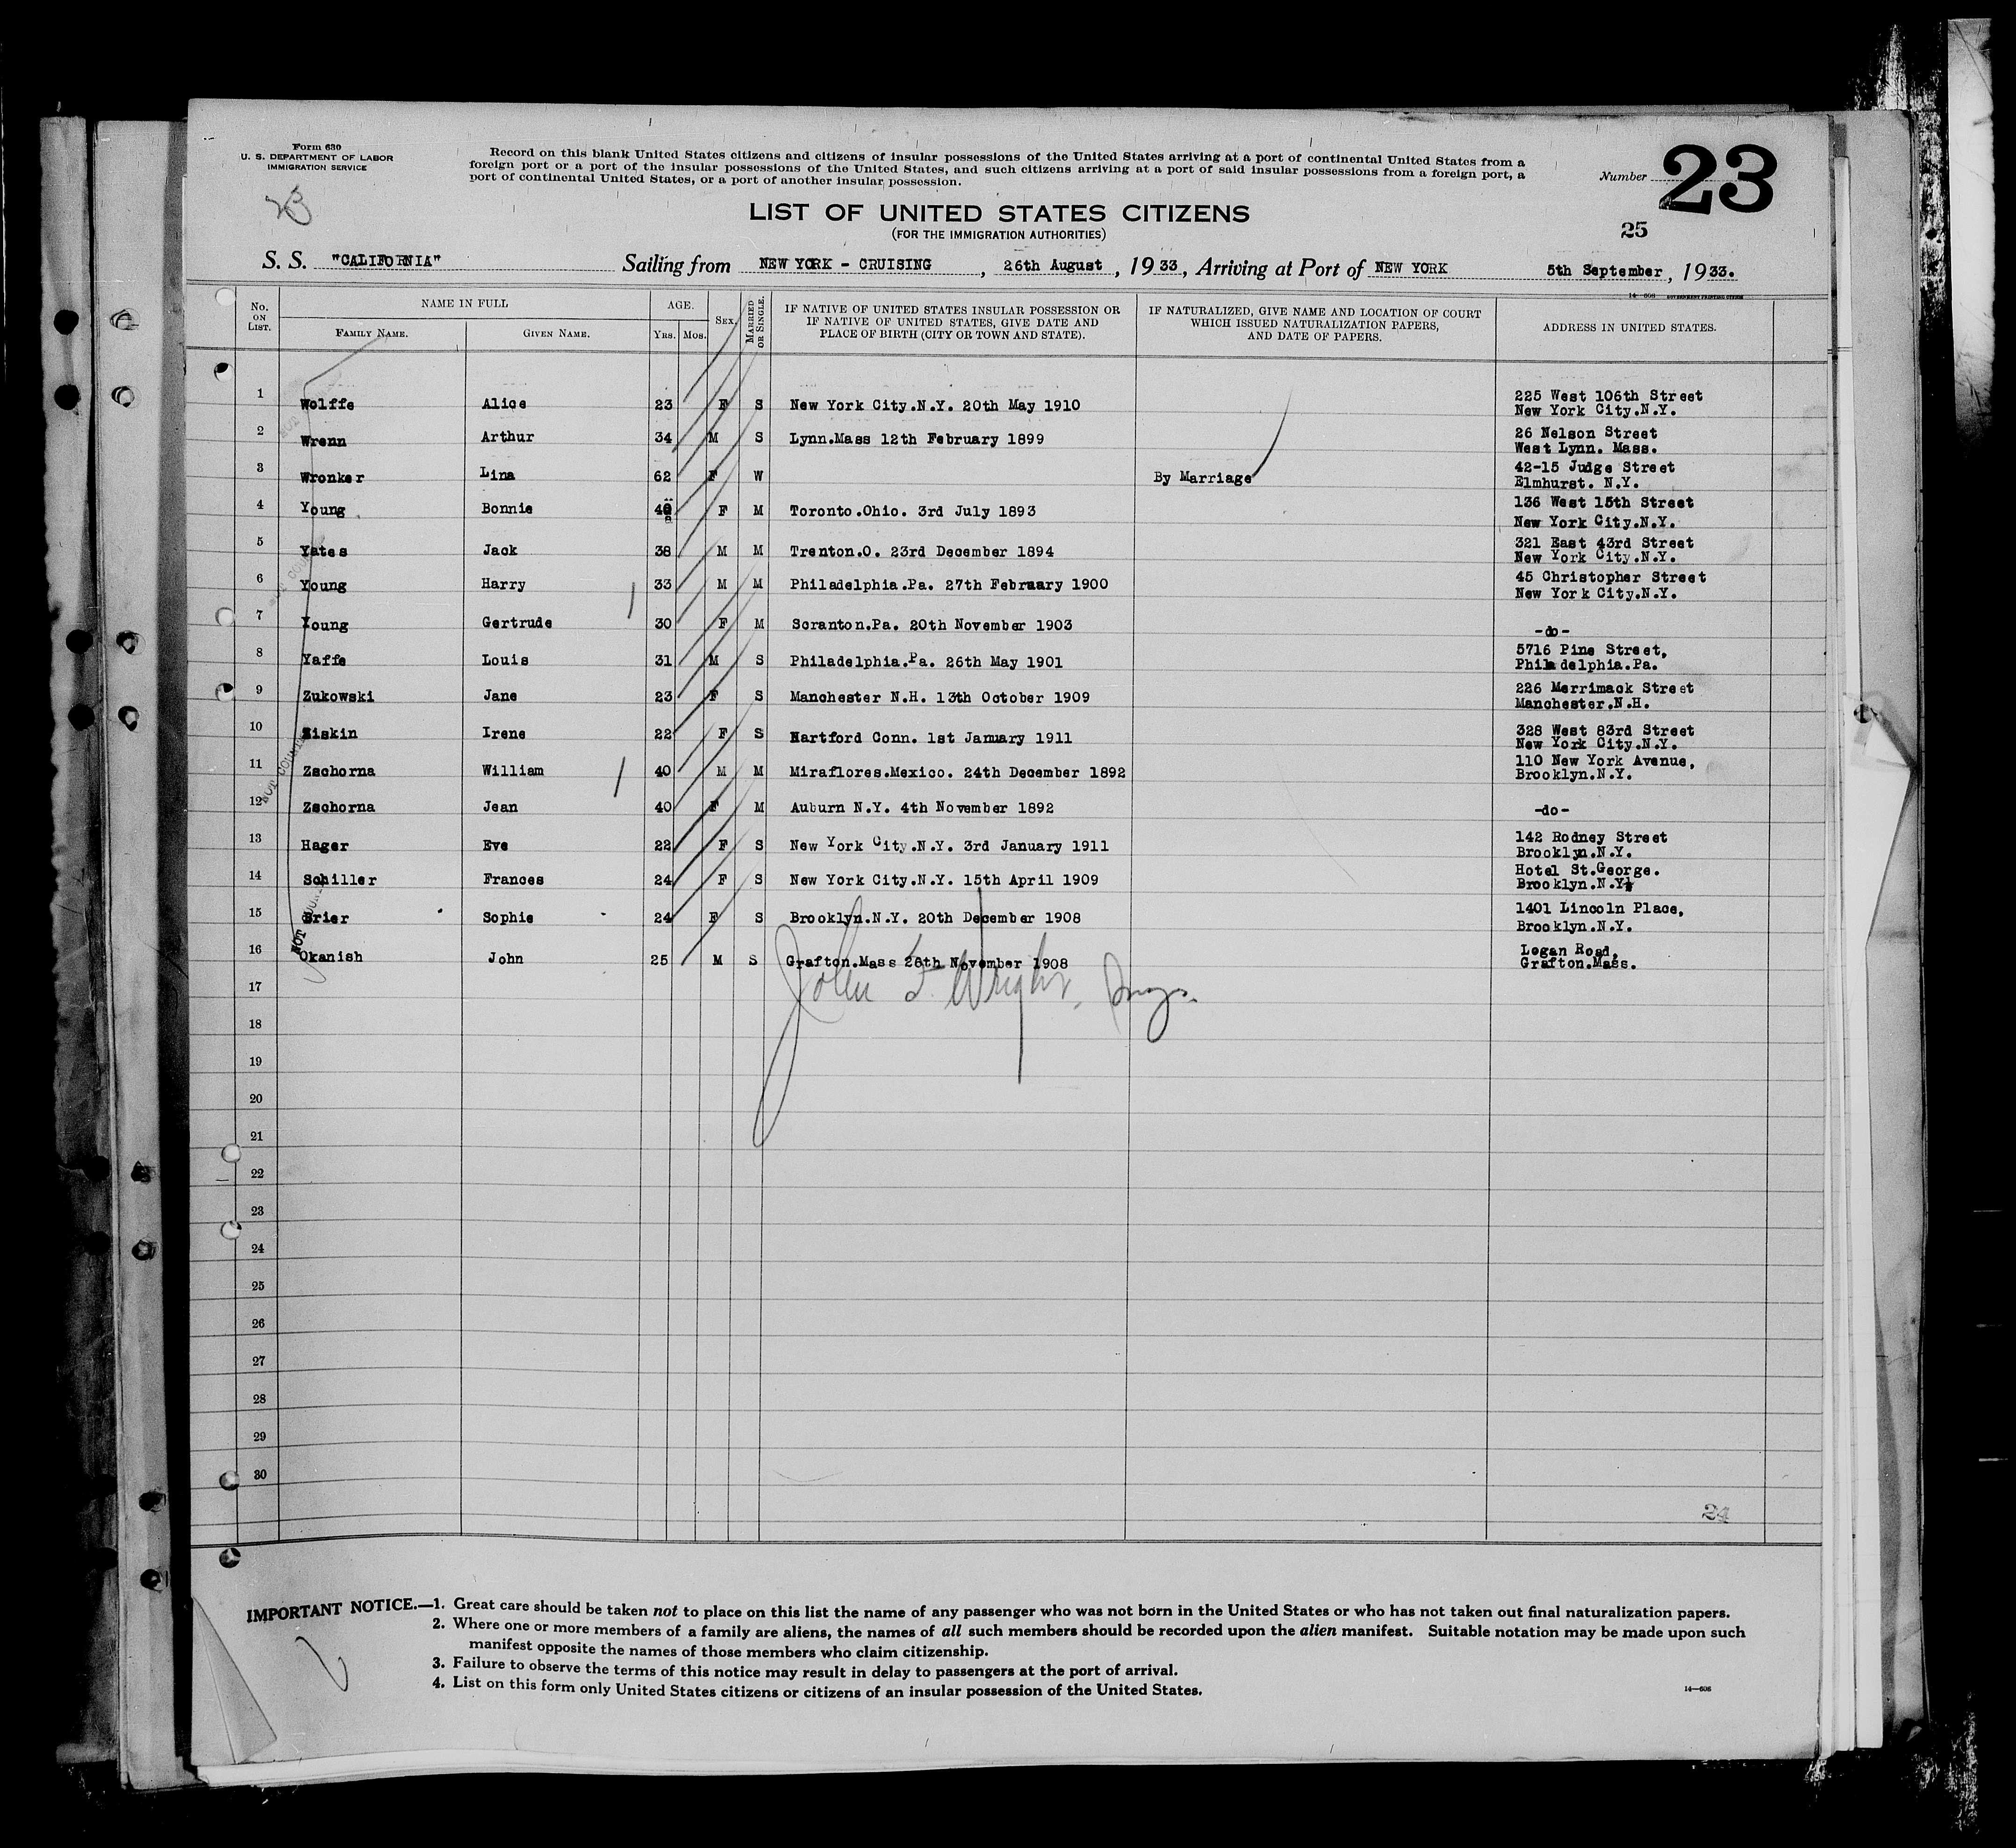 Form 630
U. S. DEPARTMENT OF LABOR
IMMIGRATION SERVICE
23
Record on this blank United States citizens and citizens of insular possessions of the United States arriving at a port of continental United States from a
foreign port or a port of the insular possessions of the United States, and such citizens arriving at a port of said insular possessions from a foreign port, a
port of continental United States, or a port of another insular possession.
Number 23
LIST OF UNITED STATES CITIZENS
(FOR THE IMMIGRATION AUTHORITIES)
25
S. S. "CALIFORNIA" Sailing from NEW YORK - CRUISING, 26th August, 1933, Arriving at Port of NEW YORK 5th September, 1933.
14-606 GOVERNMENT PRINTING OFFICE
No. ON LIST. NAME IN FULL FAMILY NAME. GIVEN NAME. AGE. YRS. MOS. SEX. MARRIED OR SINGLE. IF NATIVE OF UNITED STATES INSULAR POSSESSION OR IF NATIVE OF UNITED STATES, GIVE DATE AND PLACE OF BIRTH (CITY OR TOWN AND STATE). IF NATURALIZED, GIVE NAME AND LOCATION OF COURT WHICH ISSUED NATURALIZATION PAPERS, AND DATE OF PAPERS. ADDRESS IN UNITED STATES.
1 Wolffe Alice 23 F S New York City.N.Y. 20th May 1910 225 West 106th Street New York City.N.Y.
2 Wrenn Arthur 34 M S Lynn.Mass 12th February 1899 26 Nelson Street West Lynn. Mass.
3 Wronker Lina 62 F W By Marriage 42-15 Judge Street Elmhurst. N.Y.
4 Young Bonnie 40 F M Toronto.Ohio. 3rd July 1893 136 West 15th Street New York City.N.Y.
5 Yates Jack 38 M M Trenton.O. 23rd December 1894 321 East 43rd Street New York City.N.Y.
6 Young Harry 33 M M Philadelphia.Pa. 27th February 1900 45 Christopher Street New York City.N.Y.
7 Young Gertrude 30 F M Scranton.Pa. 20th November 1903 -do-
8 Yaffe Louis 31 M S Philadelphia.Pa. 26th May 1901 5716 Pine Street, Philadelphia.Pa.
9 Zukowski Jane 23 F S Manchester N.H. 13th October 1909 226 Merrimack Street Manchester.N.H.
10 Ziskin Irene 22 F S Hartford Conn. 1st January 1911 328 West 83rd Street New York City.N.Y.
11 Zschorna William 40 M M Miraflores.Mexico. 24th December 1892 110 New York Avenue, Brooklyn.N.Y.
12 Zschorna Jean 40 F M Auburn N.Y. 4th November 1892 -do-
13 Hager Eve 22 F S New York City.N.Y. 3rd January 1911 142 Rodney Street Brooklyn.N.Y.
14 Schiller Frances 24 F S New York City.N.Y. 15th April 1909 Hotel St.George. Brooklyn.N.Y.
15 Brier Sophie 24 F S Brooklyn.N.Y. 20th December 1908 1401 Lincoln Place, Brooklyn.N.Y.
16 Okanish John 25 M S Grafton.Mass 28th November 1908 Logan Road, Grafton.Mass.
17 John F. Wright,
18
19
20
21
22
23
24
25
26
27
28
29
30
24
IMPORTANT NOTICE.—1. Great care should be taken not to place on this list the name of any passenger who was not born in the United States or who has not taken out final naturalization papers.
2. Where one or more members of a family are aliens, the names of all such members should be recorded upon the alien manifest. Suitable notation may be made upon such
manifest opposite the names of those members who claim citizenship.
3. Failure to observe the terms of this notice may result in delay to passengers at the port of arrival.
4. List on this form only United States citizens or citizens of an insular possession of the United States.
14-606